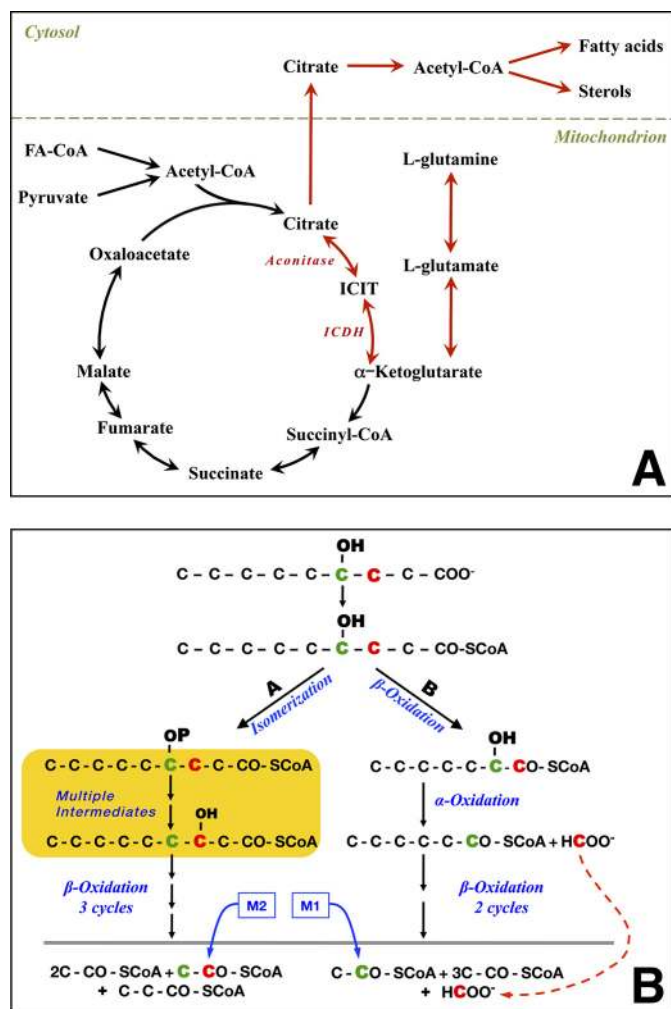 Cytosol
Citrate
Acetyl-CoA
Fatty acids
Sterols
Mitochondrion
FA-CoA
Pyruvate
Acetyl-CoA
Citrate
L-glutamine
Oxaloacetate
Aconitase
ICIT
L-glutamate
ICDH
Malate
α-Ketoglutarate
Fumarate
Succinyl-CoA
Succinate
A
OH
C - C - C - C - C - C - C - C - COO-
OH
C - C - C - C - C - C - C - C - CO-SCoA
A
Isomerization
B
β-Oxidation
OP
C - C - C - C - C - C - C - C - CO - SCoA
Multiple
Intermediates
OH
C - C - C - C - C - C - C - C - CO - SCoA
OH
C - C - C - C - C - C - CO - SCoA
α-Oxidation
C - C - C - C - C - CO - SCoA + HCOO-
β-Oxidation
3 cycles
M2
M1
β-Oxidation
2 cycles
2C - CO - SCoA + C - CO - SCoA
+ C - C - CO - SCoA
C - CO - SCoA + 3C - CO - SCoA
+ HCOO-
B